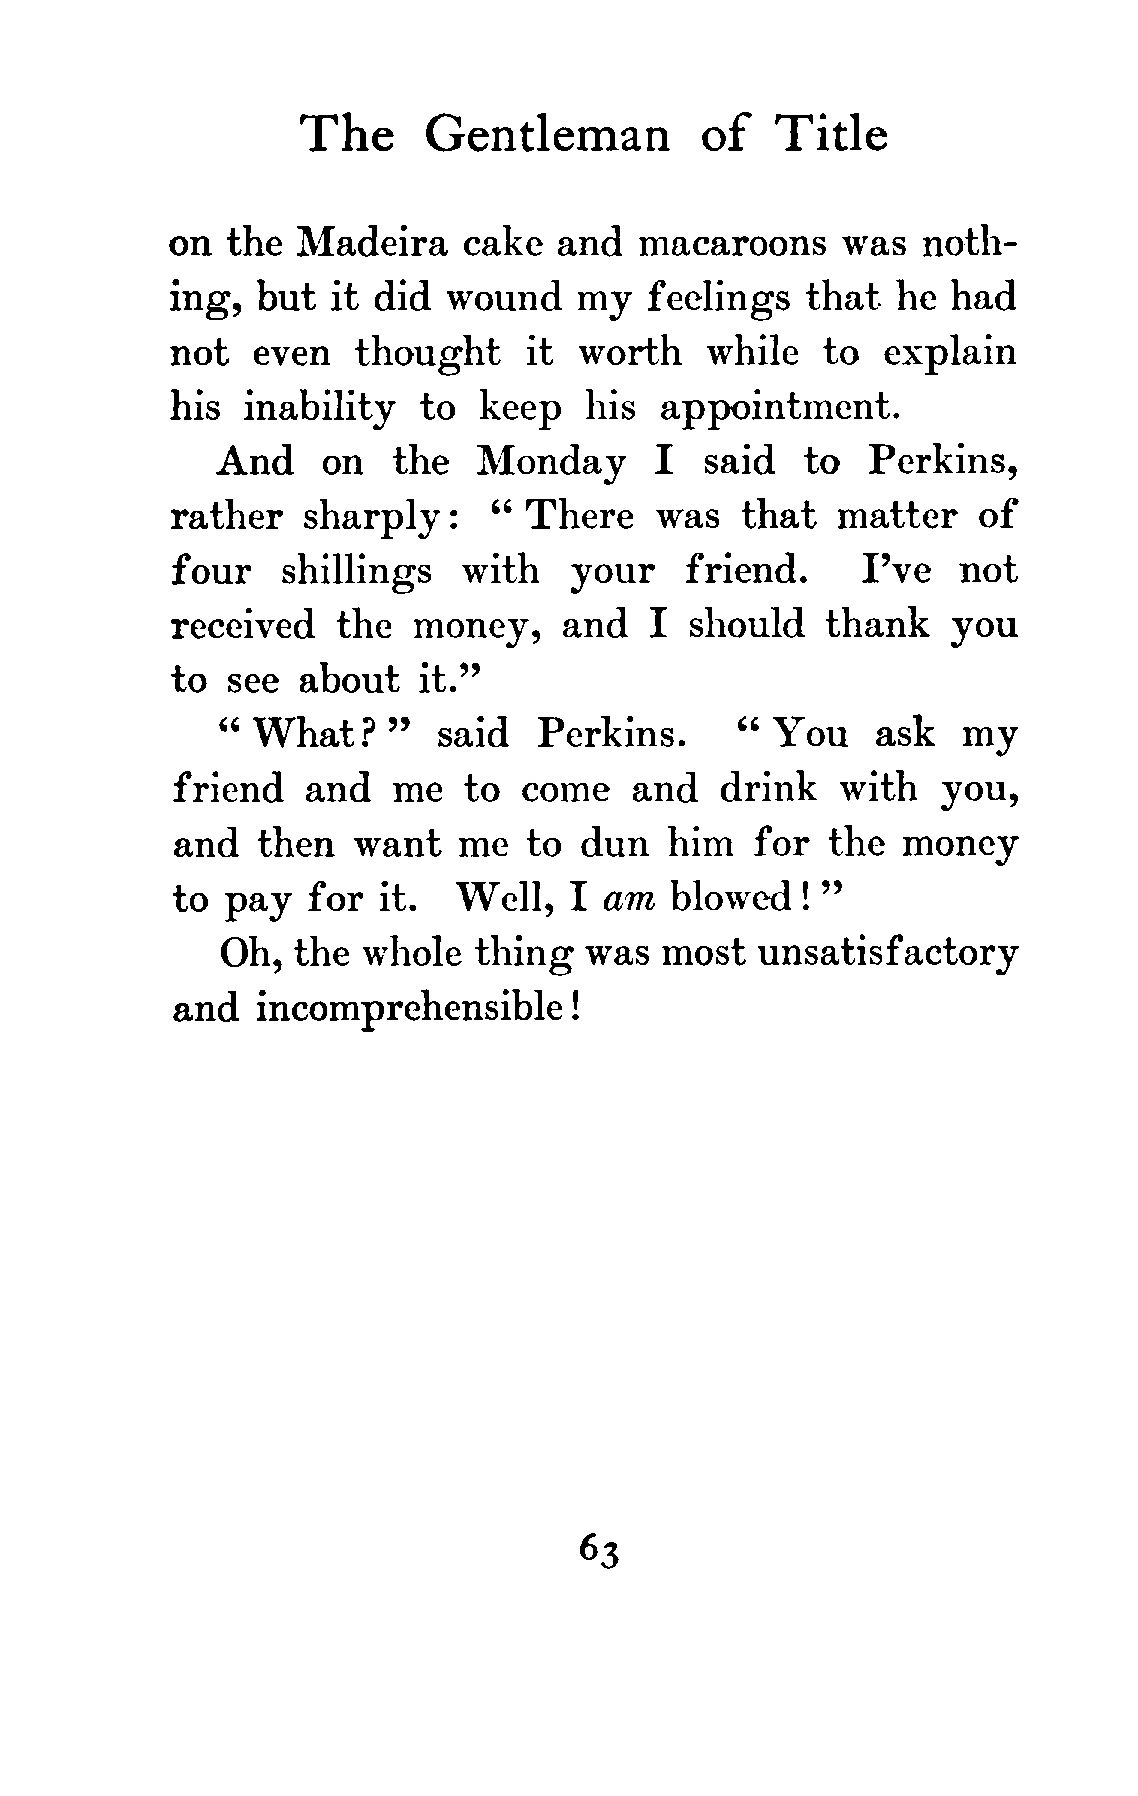 The Gentleman of Title
on the Madeira cake and macaroons was noth-
ing, but it did wound my feelings that he had
not even thought it worth while to explain
his inability to keep his appointment.
And on the Monday I said to Perkins,
rather sharply: “ There was that matter of
four shillings with your friend. I’ve not
received the money, and I should thank you
to see about it.”
“ What? ” said Perkins. “ You ask my
friend and me to come and drink with you,
and then want me to dun him for the money
to pay for it. Well, I am blowed! ”
Oh, the whole thing was most unsatisfactory
and incomprehensible!
63